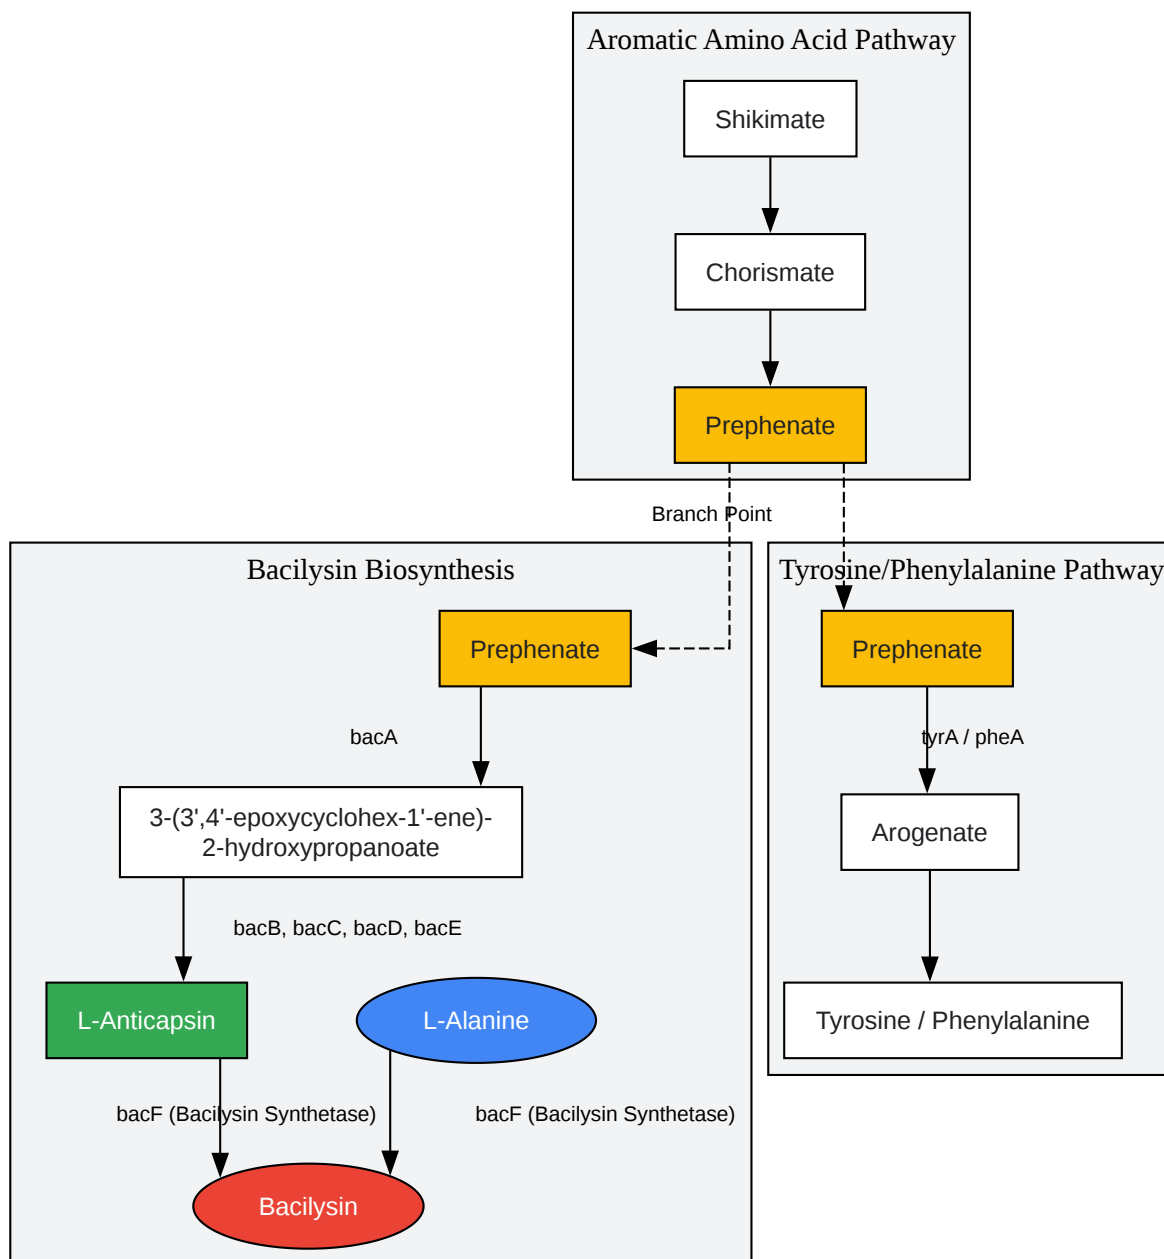 Aromatic Amino Acid Pathway
Shikimate
Chorismate
Prephenate
Branch Point
Bacilysin Biosynthesis
Prephenate
bacA
3-(3',4'-epoxycyclohex-1'-ene)-
2-hydroxypropanoate
bacB, bacC, bacD, bacE
L-Anticapsin
L-Alanine
bacF (Bacilysin Synthetase)
bacF (Bacilysin Synthetase)
Bacilysin
Tyrosine/Phenylalanine Pathway
Prephenate
tyrA / pheA
Arogenate
Tyrosine / Phenylalanine